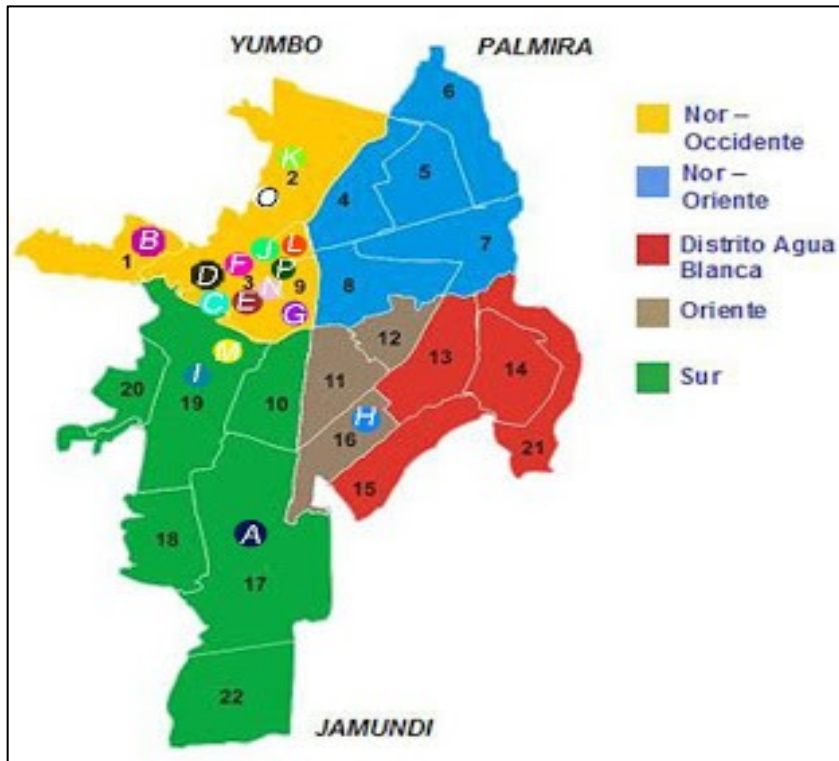 YUMBO
PALMIRA
6
K
2
5
O
4
B
1
L
J
7
F
P
D
3
N
9
8
C
E
G
12
M
13
I
11
14
20
19
10
H
16
21
15
18
A
17
22
JAMUNDI
Nor –
Occidente
Nor –
Oriente
Distrito Agua
Blanca
Oriente
Sur